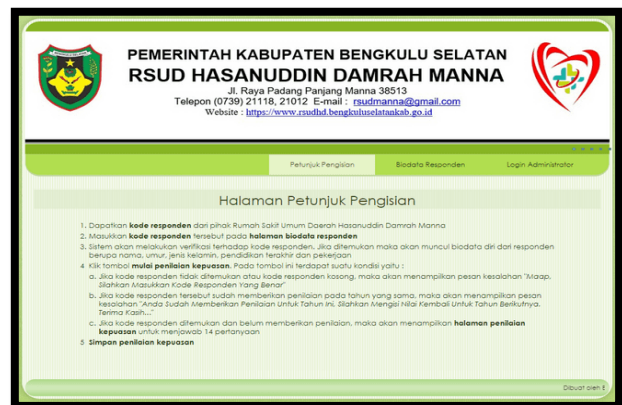 PEMERINTAH KABUPATEN BENGKULU SELATAN
RSUD HASANUDDIN DAMRAH MANNA
Jl. Raya Padang Panjang Manna 38513
Telepon (0739) 21118, 21012 E-mail : rsudmanna@gmail.com
Website : https://www.rsudhd.bengkuluselatankab.go.id
Petunjuk Pengisian
Biodata Responden
Login Administrator
Halaman Petunjuk Pengisian
1. Dapatkan kode responden dari pihak Rumah Sakit Umum Daerah Hasanuddin Damrah Manna
2. Masukkan kode responden tersebut pada halaman biodata responden
3. Sistem akan melakukan verifikasi terhadap kode responden. Jika ditemukan maka akan muncul biodata diri dari responden
berupa nama, umur, jenis kelamin, pendidikan terakhir dan pekerjaan
4 Klik tombol mulai penilaian kepuasan. Pada tombol ini terdapat suatu kondisi yaitu :
a. Jika kode responden tidak ditemukan atau kode responden kosong, maka akan menampilkan pesan kesalahan "Maap,
Silahkan Masukkan Kode Responden Yang Benar"
b. Jika kode responden tersebut sudah memberikan penilaian pada tahun yang sama, maka akan menampilkan pesan
kesalahan "Anda Sudah Memberikan Penilaian Untuk Tahun Ini, Silahkan Mengisi Nilai Kembali Untuk Tahun Berikutnya.
Terima Kasih..."
c. Jika kode responden ditemukan dan belum memberikan penilaian, maka akan menampilkan halaman penilaian
kepuasan untuk menjawab 14 pertanyaan
5 Simpan penilaian kepuasan
Dibuat oleh E